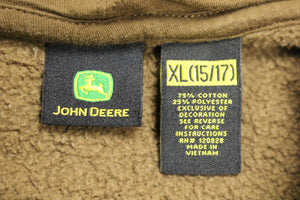 JOHN DEERE
XL(15/17)
75% COTTON
25% POLYESTER
EXCLUSIVE OF
DECORATION
SEE REVERSE
FOR CARE
INSTRUCTIONS
RN# 120828
MADE IN
VIETNAM